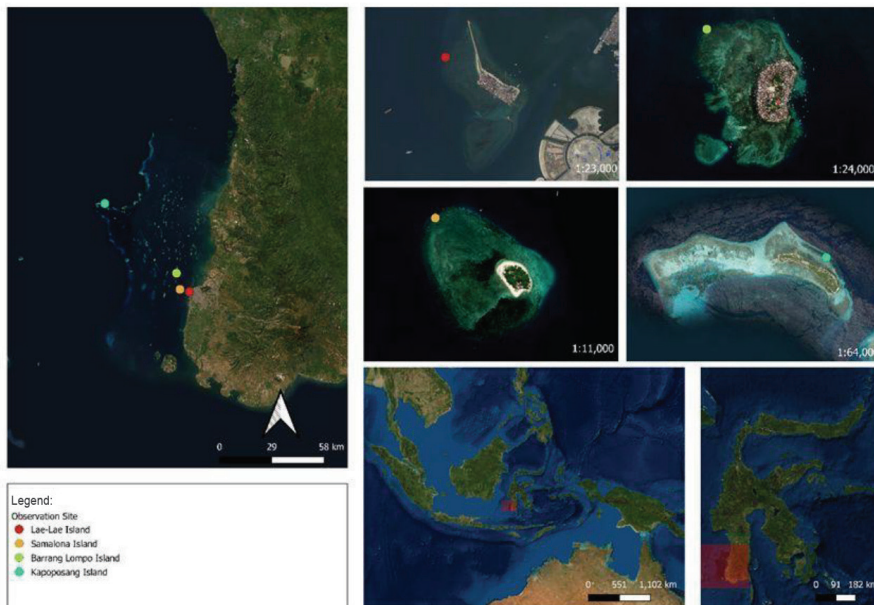 0 29 58 km
1:23,000
1:24,000
1:11,000
1:64,000
0 551 1,102 km
0 91 182 km
Legend:
Observation Site
Lae-Lae Island
Samalona Island
Barrang Lompo Island
Kapoposang Island